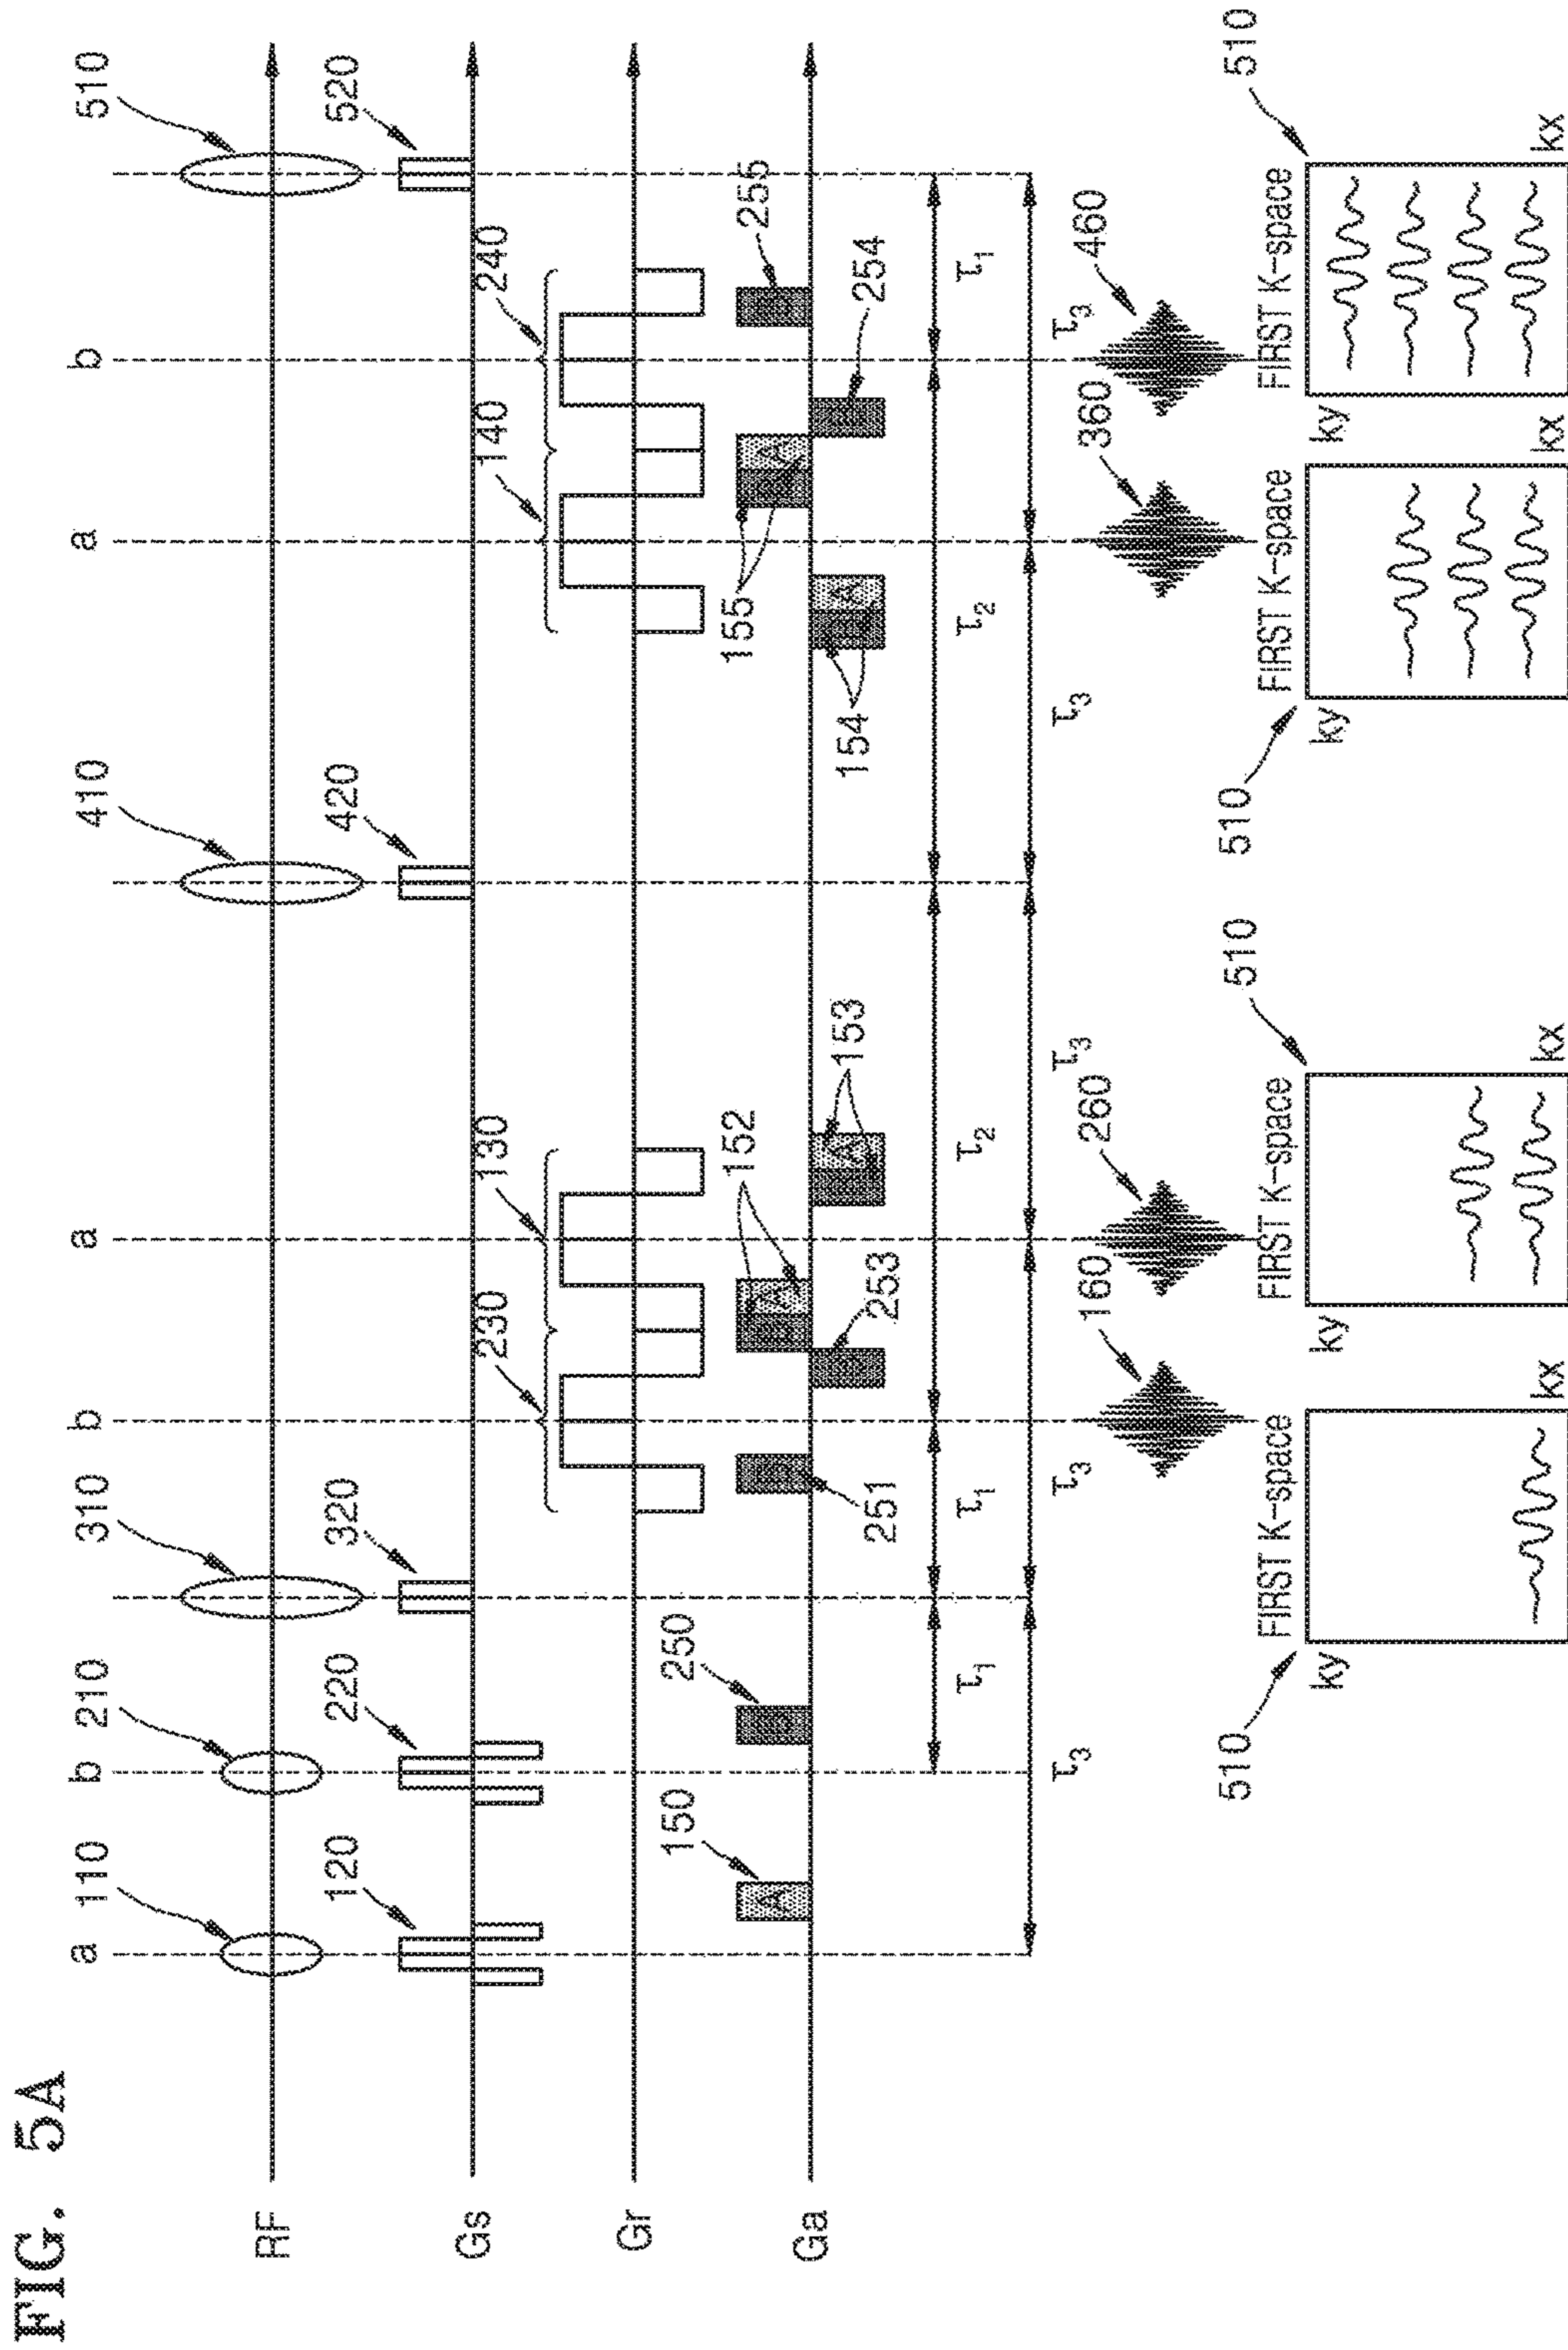 FIG. 5A
a
b
a
b
a
b
110
210
310
410
510
RF
120
220
320
420
520
Gs
230
130
140
240
Gr
150
A
250
251
A
152
253
A
153
A
154
A
155
254
255
Ga
τ1
τ1
τ2
τ2
τ1
τ3
τ3
τ3
τ3
τ3
160
260
360
460
510
ky
FIRST K-space
kx
ky
FIRST K-space
kx
510
510
ky
FIRST K-space
kx
ky
FIRST K-space
kx
510